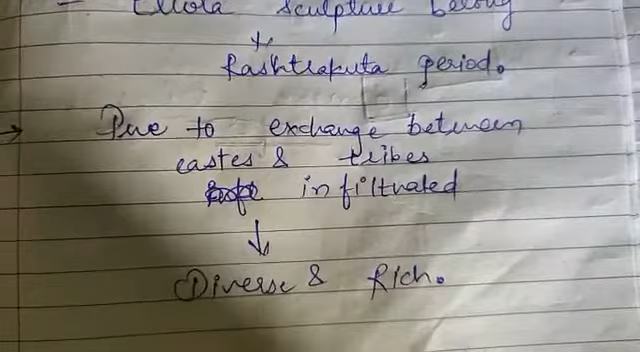 - Ellora sculpture belong
to
Rashtrakuta period.
→ Due to exchange between
castes & tribes
infiltrated
↓
Diverse & Rich.